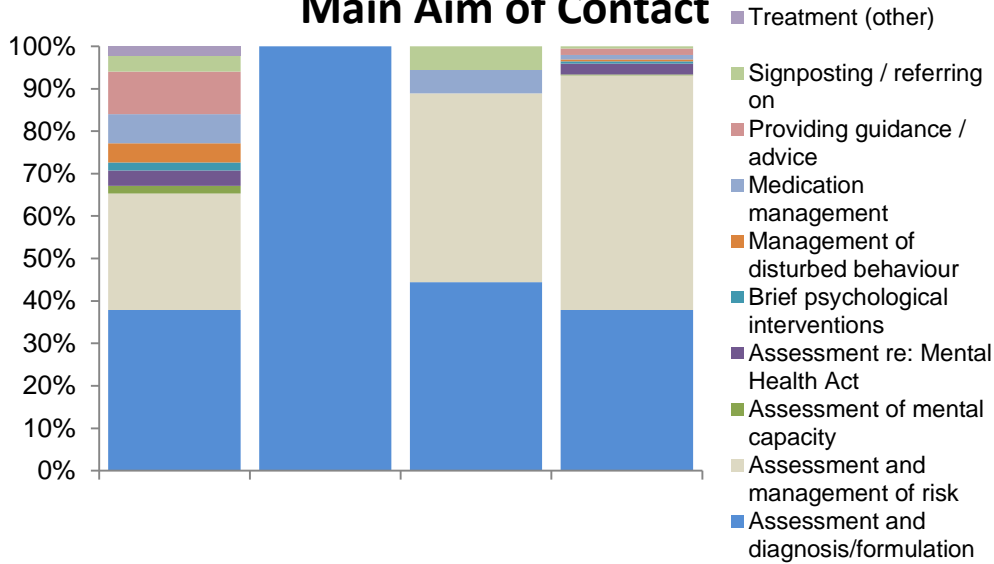 Main Aim of Contact
100%
90%
80%
70%
60%
50%
40%
30%
20%
10%
0%
Treatment (other)
Signposting / referring
on
Providing guidance /
advice
Medication
management
Management of
disturbed behaviour
Brief psychological
interventions
Assessment re: Mental
Health Act
Assessment of mental
capacity
Assessment and
management of risk
Assessment and
diagnosis/formulation